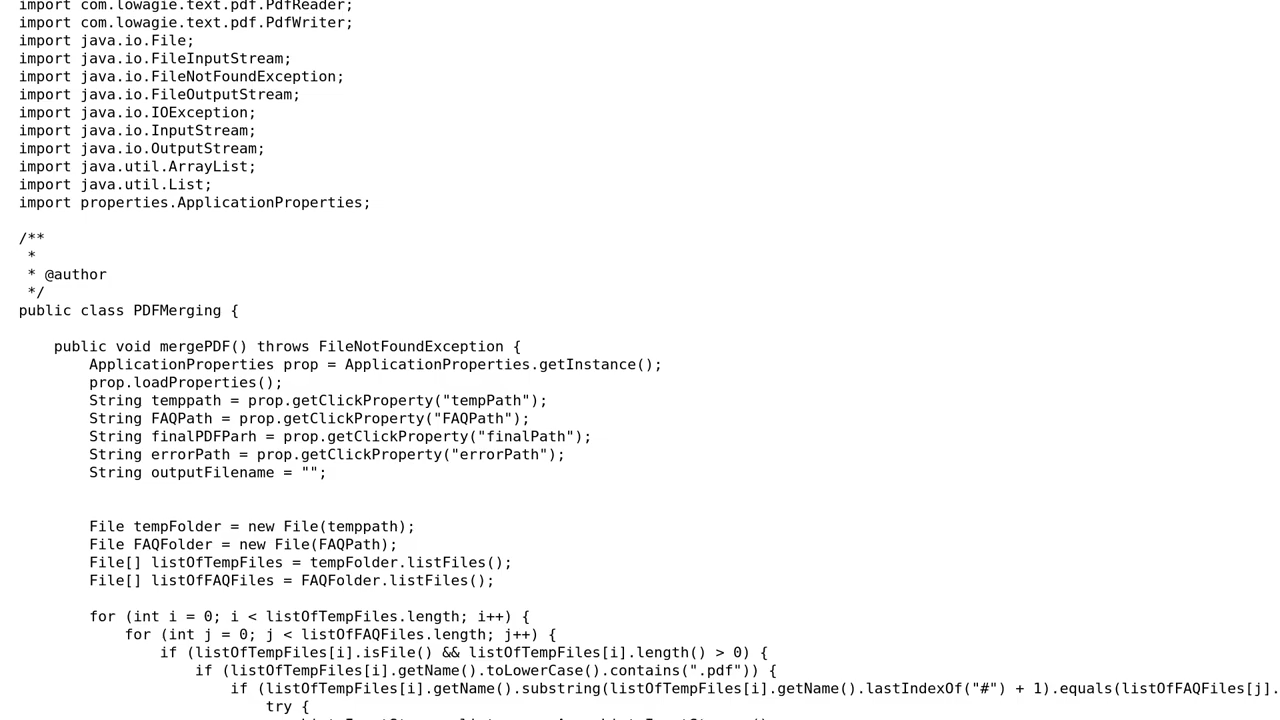 import com.lowagie.text.pdf.PdfReader;
import com.lowagie.text.pdf.PdfWriter;
import java.io.File;
import java.io.FileInputStream;
import java.io.FileNotFoundException;
import java.io.FileOutputStream;
import java.io.IOException;
import java.io.InputStream;
import java.io.OutputStream;
import java.util.ArrayList;
import java.util.List;
import properties.ApplicationProperties;
/**
*
* @author
*/
public class PDFMerging {
public void mergePDF() throws FileNotFoundException {
ApplicationProperties prop = ApplicationProperties.getInstance();
prop.loadProperties();
String temppath = prop.getClickProperty("tempPath");
String FAQPath = prop.getClickProperty("FAQPath");
String finalPDFParh = prop.getClickProperty("finalPath");
String errorPath = prop.getClickProperty("errorPath");
String outputFilename = "";
File tempFolder = new File(temppath);
File FAQFolder = new File(FAQPath);
File[] listOfTempFiles = tempFolder.listFiles();
File[] listOfFAQFiles = FAQFolder.listFiles();
for (int i = 0; i < listOfTempFiles.length; i++) {
for (int j = 0; j < listOfFAQFiles.length; j++) {
if (listOfTempFiles[i].isFile() && listOfTempFiles[i].length() > 0) {
if (listOfTempFiles[i].getName().toLowerCase().contains(".pdf")) {
if (listOfTempFiles[i].getName().substring(listOfTempFiles[i].getName().lastIndexOf("#") + 1).equals(listOfFAQFiles[j].
try {